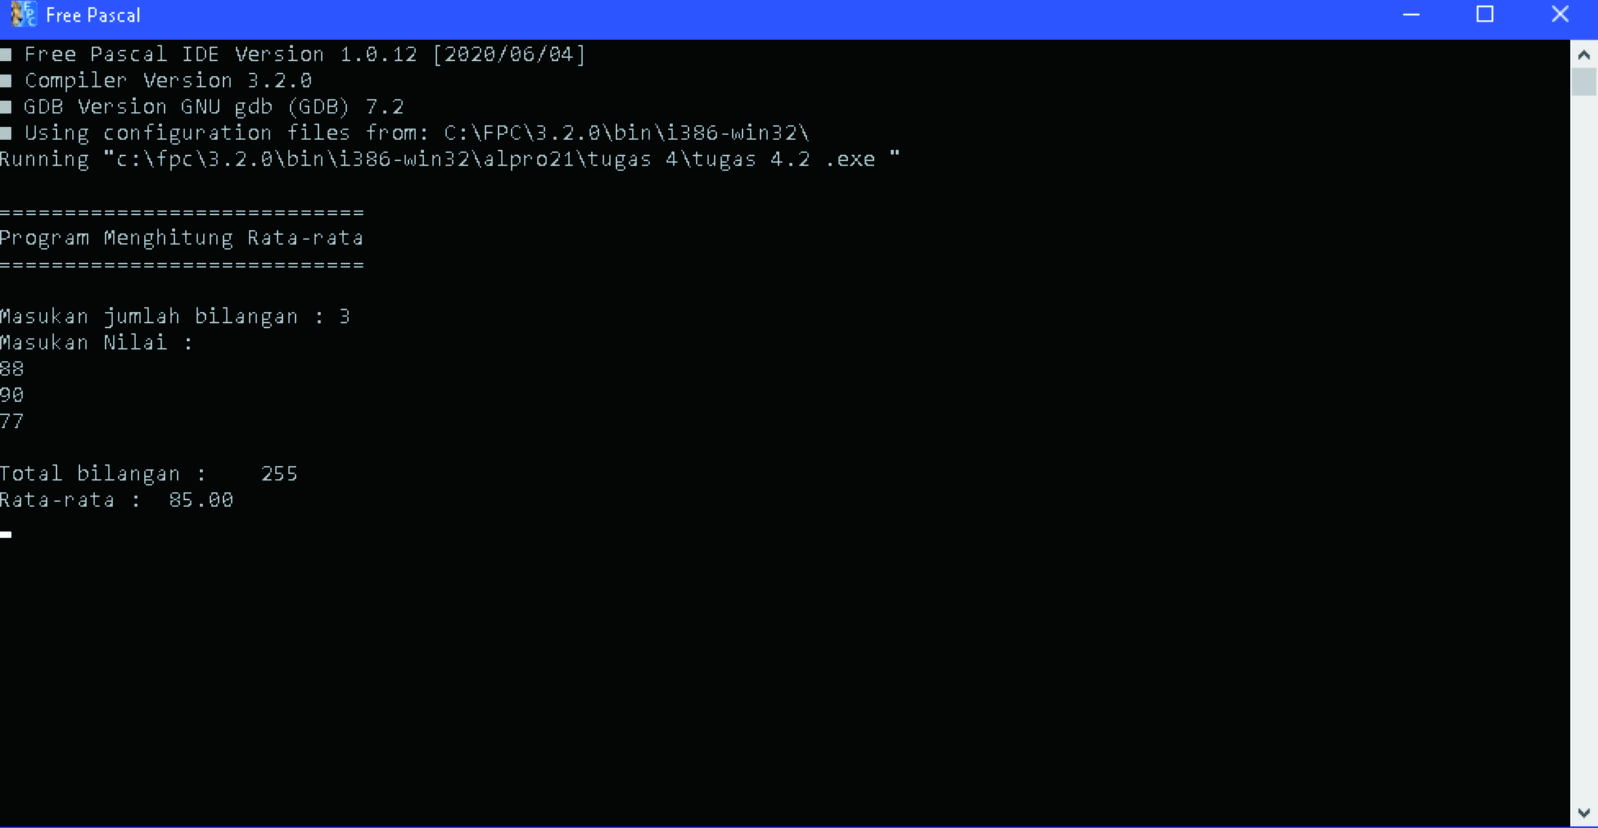 Free Pascal
Free Pascal IDE Version 1.0.12 [2020/06/04]
Compiler Version 3.2.0
GDB Version GNU gdb (GDB) 7.2
Using configuration files from: C:\FPC\3.2.0\bin\i386-win32\
Running "c:\fpc\3.2.0\bin\i386-win32\alpro21\tugas 4\tugas 4.2 .exe "
============================
Program Menghitung Rata-rata
============================
Masukan jumlah bilangan : 3
Masukan Nilai :
88
90
77
Total bilangan :    255
Rata-rata :  85.00